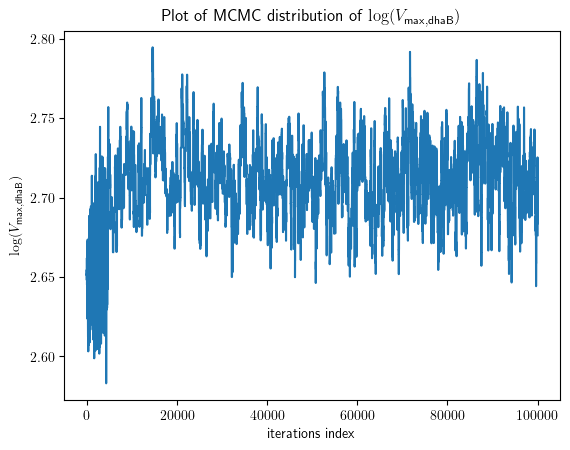 Plot of MCMC distribution of log(V_max,dhaB)
2.80
2.75
2.70
2.65
2.60
log(V_max,dhaB)
0 20000 40000 60000 80000 100000
iterations index